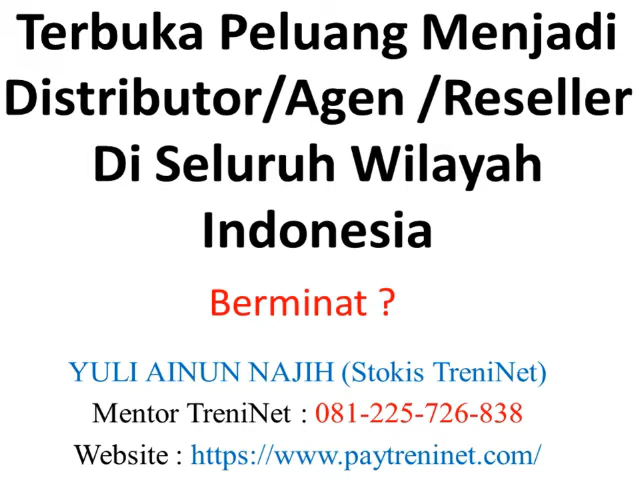 Terbuka Peluang Menjadi
Distributor/Agen /Reseller
Di Seluruh Wilayah
Indonesia
Berminat ?
YULI AINUN NAJIH (Stokis TreniNet)
Mentor TreniNet : 081-225-726-838
Website : https://www.paytreninet.com/